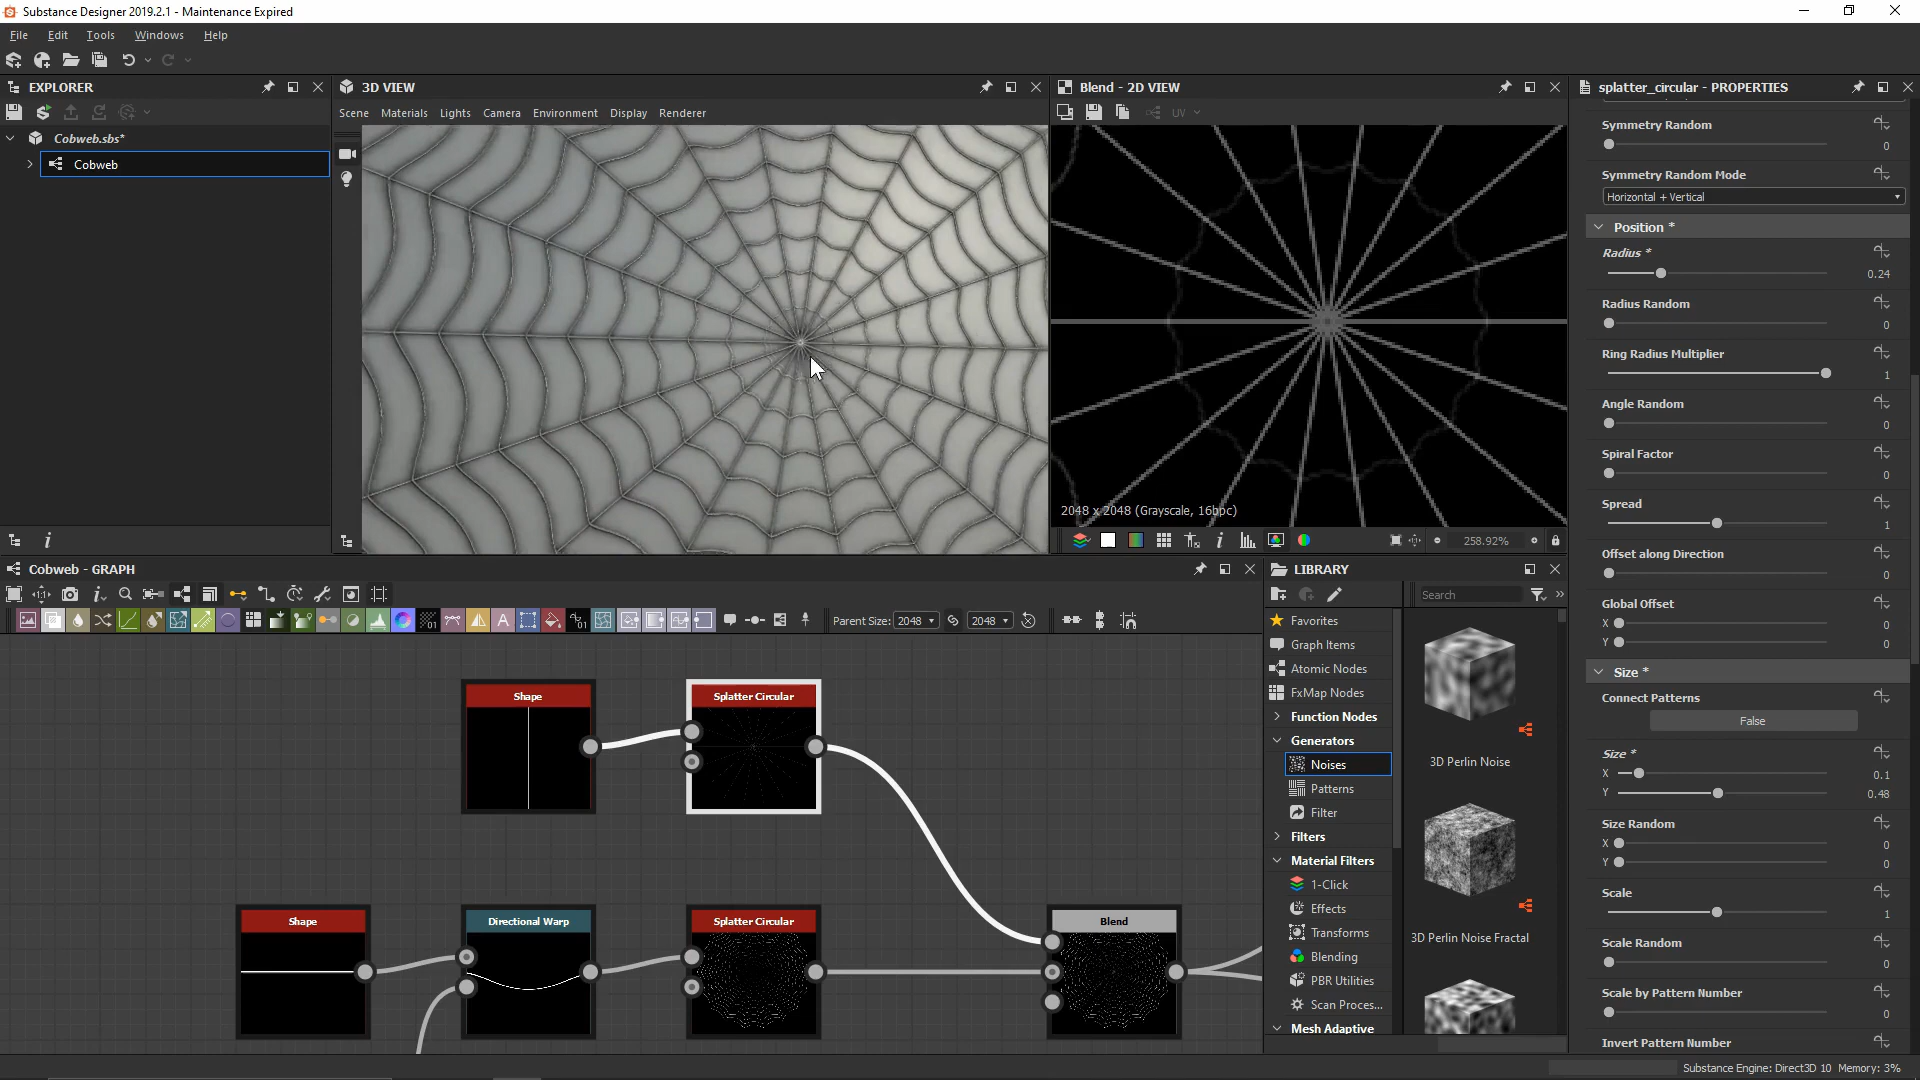 Substance Designer 2019.2.1 - Maintenance Expired
File Edit Tools Windows Help
EXPLORER
Cobweb.sbs*
Cobweb
3D VIEW
Scene Materials Lights Camera Environment Display Renderer
Blend - 2D VIEW
UV
2048 x 2048 (Grayscale, 16bpc)
258.92%
splatter_circular - PROPERTIES
Symmetry Random
0
Symmetry Random Mode
Horizontal + Vertical
Position *
Radius *
0.24
Radius Random
0
Ring Radius Multiplier
1
Angle Random
0
Spiral Factor
0
Spread
1
Offset along Direction
0
Global Offset
X 0
Y 0
Size *
Connect Patterns
False
Size *
X 0.1
Y 0.48
Size Random
X 0
Y 0
Scale
1
Scale Random
0
Scale by Pattern Number
0
Invert Pattern Number
Cobweb - GRAPH
Parent Size: 2048 2048
Shape
Splatter Circular
Shape
Directional Warp
Splatter Circular
Blend
LIBRARY
Search
Favorites
Graph Items
Atomic Nodes
FxMap Nodes
Function Nodes
Generators
Noises
Patterns
Filter
Filters
Material Filters
1-Click
Effects
Transforms
Blending
PBR Utilities
Scan Proces...
Mesh Adaptive
3D Perlin Noise
3D Perlin Noise Fractal
Substance Engine: Direct3D 10 Memory: 3%